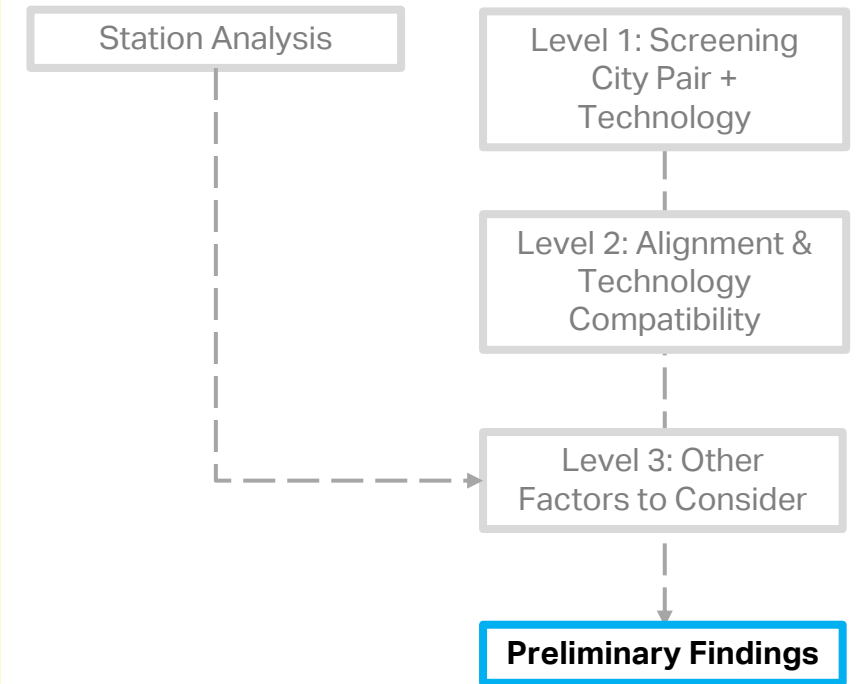 Station Analysis
Level 1: Screening
City Pair +
Technology
Level 2: Alignment &
Technology
Compatibility
Level 3: Other
Factors to Consider
Preliminary Findings